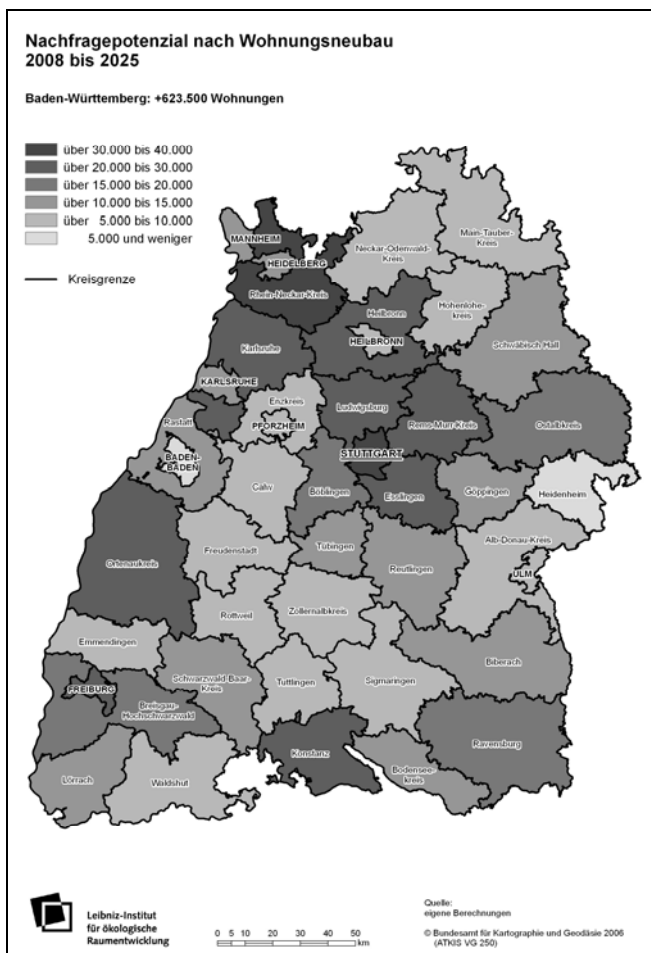 Nachfragepotenzial nach Wohnungsneubau
2008 bis 2025
Baden-Württemberg: +623.500 Wohnungen
über 30.000 bis 40.000
über 20.000 bis 30.000
über 15.000 bis 20.000
über 10.000 bis 15.000
über 5.000 bis 10.000
5.000 und weniger
Kreisgrenze
MANNHEIM
HEIDELBERG
Rhein-Neckar-Kreis
Neckar-Odenwald-
Kreis
Main-Tauber-
Kreis
Heilbronn
HEILBRONN
Hohenlohe-
kreis
Schwäbisch Hall
Karlsruhe
KARLSRUHE
Enzkreis
PFORZHEIM
Ludwigsburg
Rems-Murr-Kreis
Ostalbkreis
Rastatt
BADEN-
BADEN
Calw
Böblingen
STUTTGART
Esslingen
Göppingen
Heidenheim
Ortenaukreis
Freudenstadt
Tübingen
Reutlingen
Alb-Donau-Kreis
ULM
Rottweil
Zollernalbkreis
Emmendingen
Schwarzwald-Baar-
Kreis
Tuttlingen
Sigmaringen
Biberach
FREIBURG
Breisgau-
Hochschwarzwald
Konstanz
Ravensburg
Bodensee-
kreis
Lörrach
Waldshut
Leibniz-Institut
für ökologische
Raumentwicklung
0 5 10 20 30 40 50
km
Quelle:
eigene Berechnungen
© Bundesamt für Kartographie und Geodäsie 2006
(ATKIS VG 250)